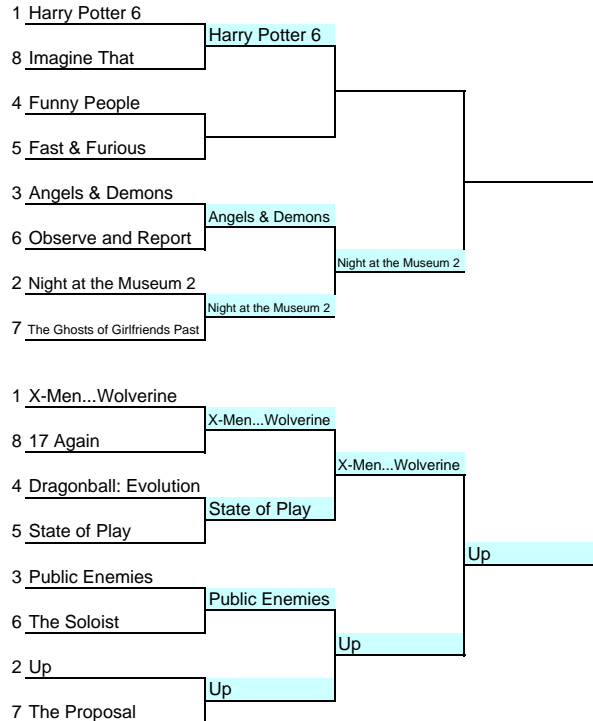 1 Harry Potter 6
Harry Potter 6
8 Imagine That
4 Funny People
5 Fast & Furious
3 Angels & Demons
Angels & Demons
6 Observe and Report
Night at the Museum 2
2 Night at the Museum 2
Night at the Museum 2
7 The Ghosts of Girlfriends Past
1 X-Men...Wolverine
X-Men...Wolverine
8 17 Again
X-Men...Wolverine
4 Dragonball: Evolution
State of Play
5 State of Play
Up
3 Public Enemies
Public Enemies
6 The Soloist
Up
2 Up
Up
7 The Proposal